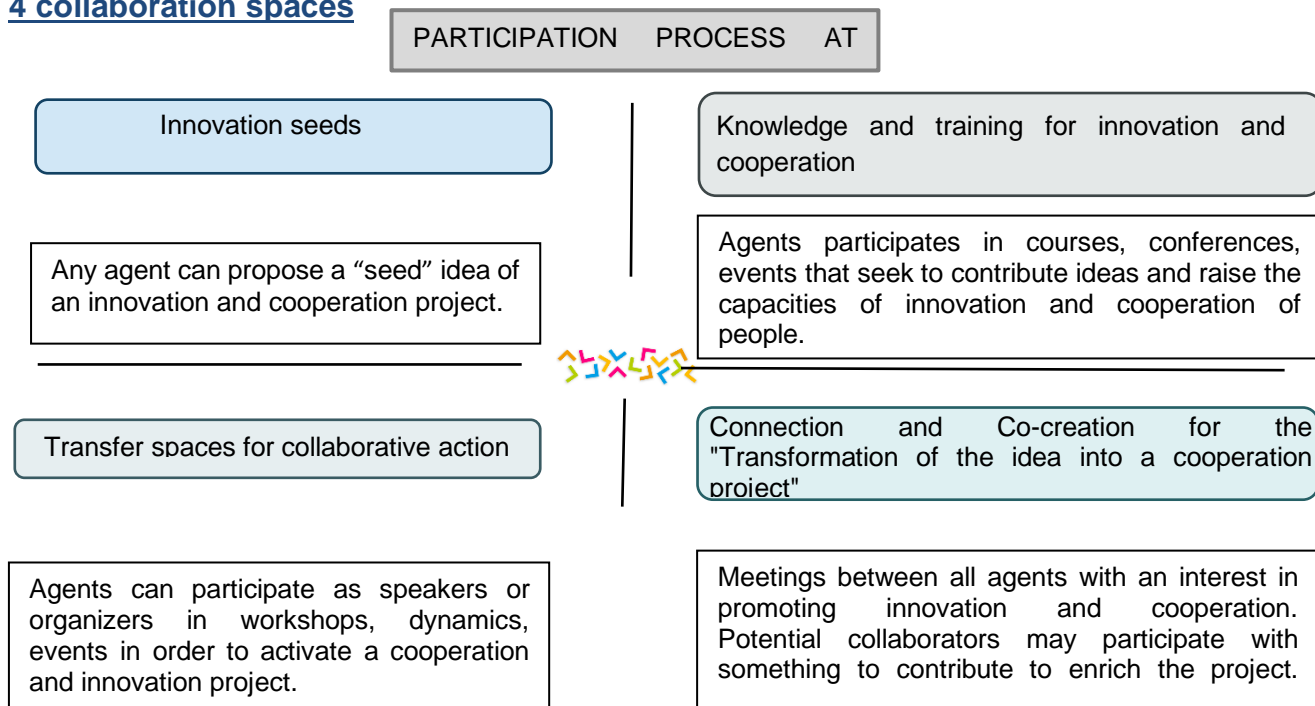 4 collaboration spaces
PARTICIPATION PROCESS AT
Innovation seeds
Any agent can propose a “seed” idea of
an innovation and cooperation project.
Knowledge and training for innovation and
cooperation
Agents participates in courses, conferences,
events that seek to contribute ideas and raise the
capacities of innovation and cooperation of
people.
Transfer spaces for collaborative action
Agents can participate as speakers or
organizers in workshops, dynamics,
events in order to activate a cooperation
and innovation project.
Connection and Co-creation for the
"Transformation of the idea into a cooperation
project"
Meetings between all agents with an interest in
promoting innovation and cooperation.
Potential collaborators may participate with
something to contribute to enrich the project.